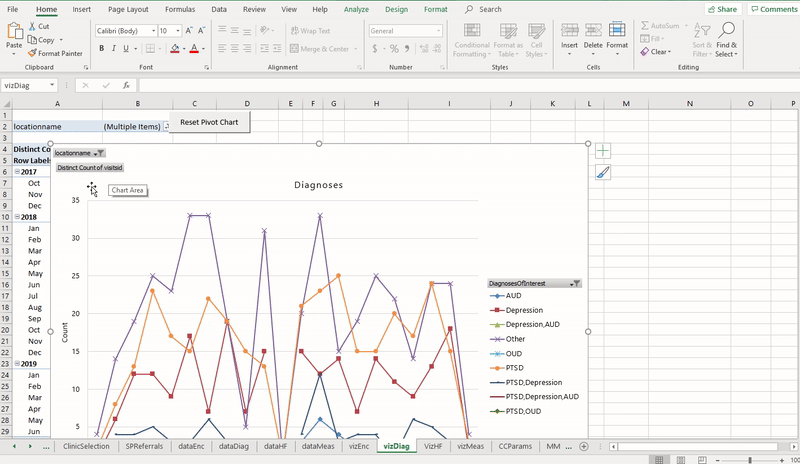 File Home Insert Page Layout Formulas Data Review View Help Analyze Design Format Search Share Comments
Paste Cut Copy Format Painter
Calibri (Body) 10 A A Wrap Text General AutoSum
B I U A Merge & Center $ % Fill Clear
Conditional Formatting Format as Table Cell Styles Insert Delete Format Sort & Filter Find & Select
Clipboard Font Alignment Number Styles Cells Editing
vizDiag fx
A B C D E F G H I J K L M N O P
1
2 locationname (Multiple Items) Reset Pivot Chart
3
4 Distinct Co
5 Row Labels
6 2017
7 Oct
8 Nov
9 Dec
10 2018
11 Jan
12 Feb
13 Mar
14 Apr
15 May
16 Jun
17 Jul
18 Aug
19 Sep
20 Oct
21 Nov
22 Dec
23 2019
24 Jan
25 Feb
26 Mar
27 Apr
28 May
29 Jun
locationname
Distinct Count of visitsid
Chart Area
Diagnoses
Count
35
30
25
20
15
10
5
DiagnosesOfInterest
AUD
Depression
Depression,AUD
Other
OUD
PTSD
PTSD,Depression
PTSD,Depression,AUD
PTSD,OUD
... ClinicSelection SPReferrals dataEnc dataDiag dataHF dataMeas vizEnc vizDiag VizHF vizMeas CCParams MM ...
100